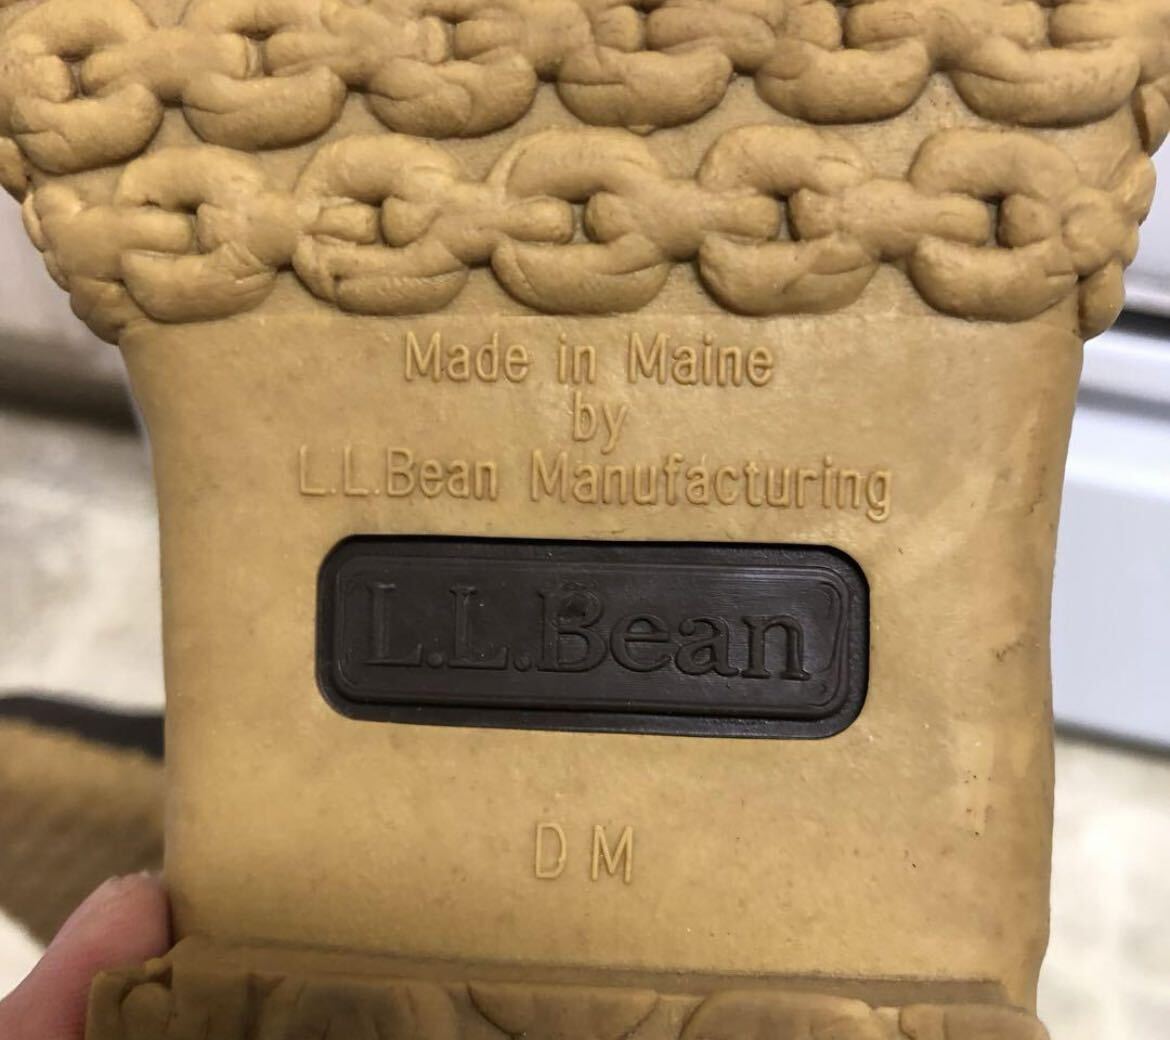 Made in Maine
by
L.L.Bean Manufacturing
L.L.Bean
DM